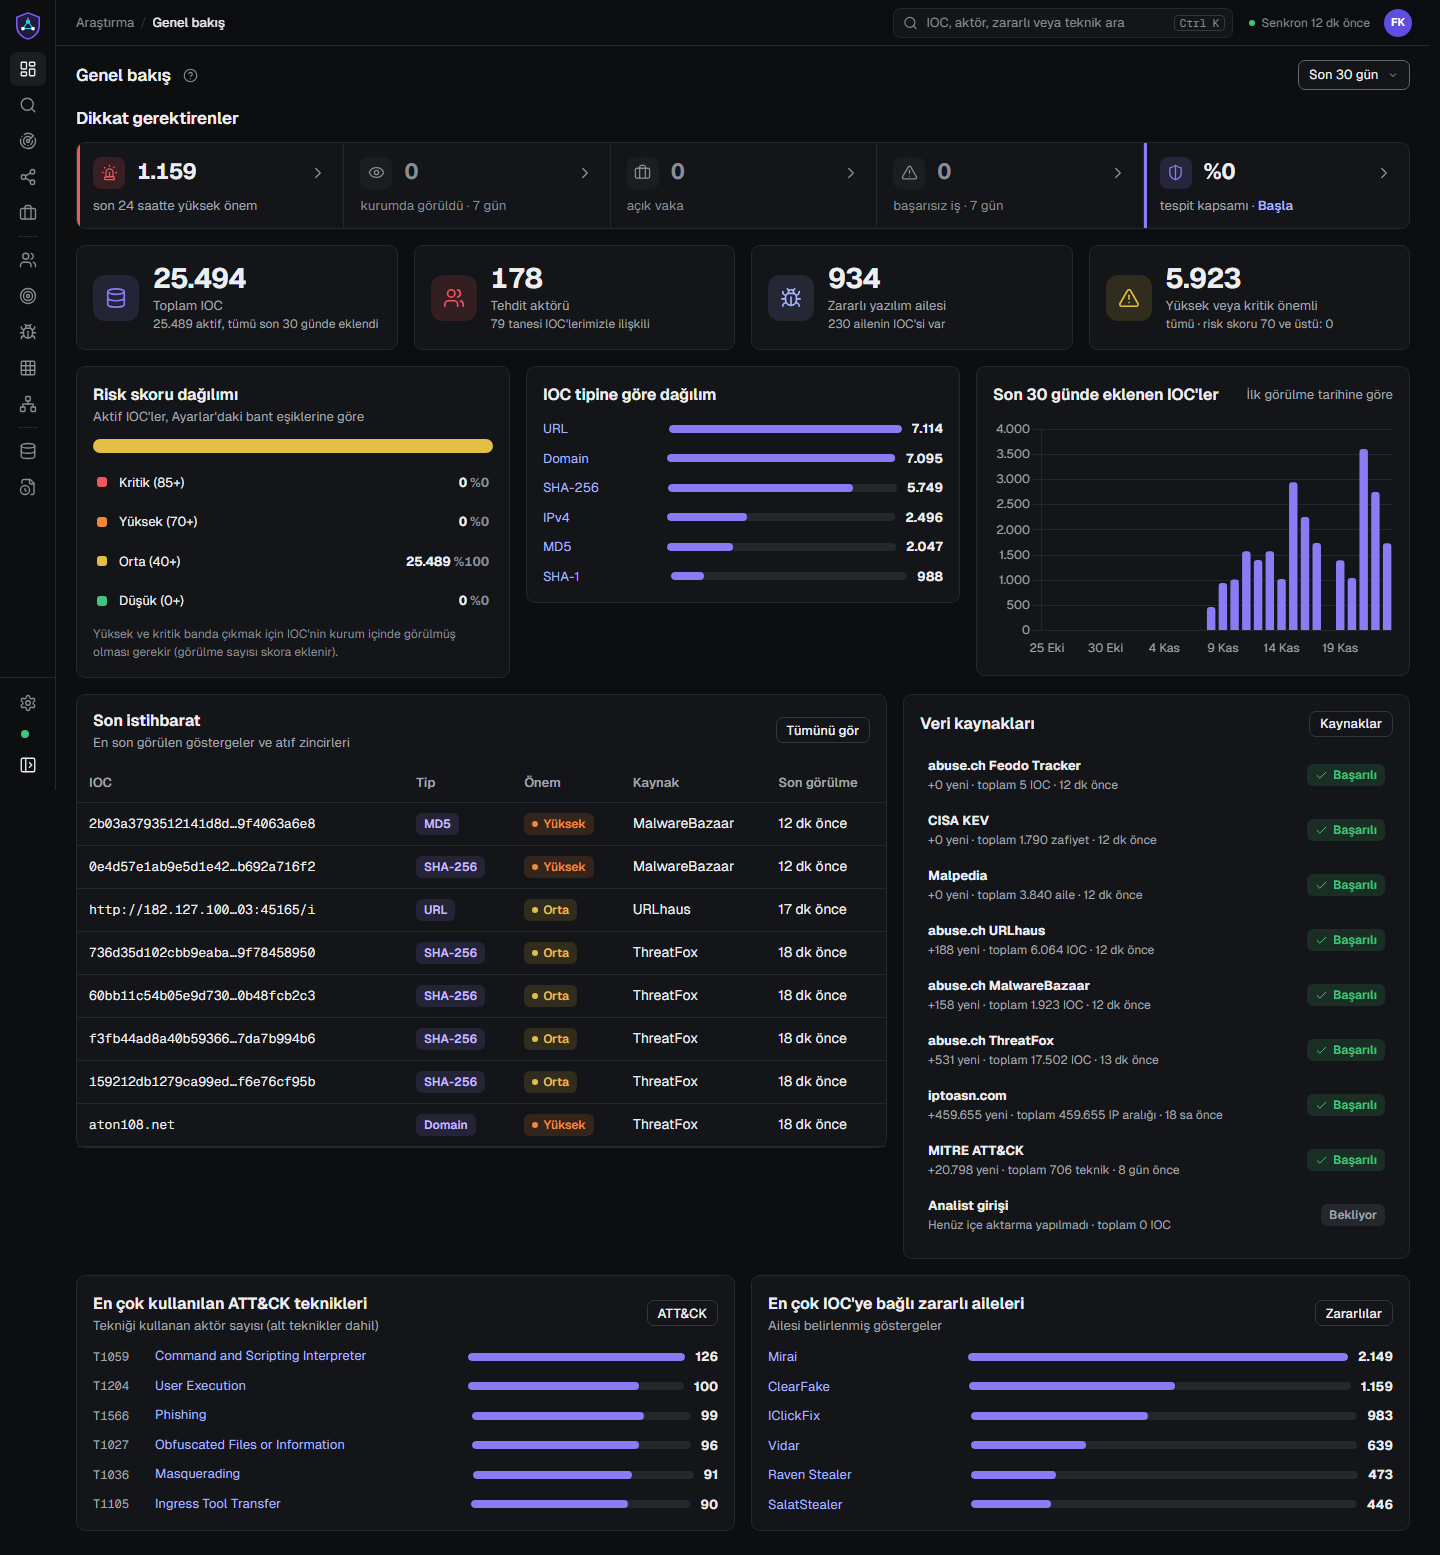 Araştırma / Genel bakış
IOC, aktör, zararlı veya teknik ara
Ctrl K
Senkron 12 dk önce
FK
Genel bakış
Son 30 gün
Dikkat gerektirenler
1.159
son 24 saatte yüksek önem
0
kurumda görüldü · 7 gün
0
açık vaka
0
başarısız iş · 7 gün
%0
tespit kapsamı · Başla
25.494
Toplam IOC
25.489 aktif, tümü son 30 günde eklendi
178
Tehdit aktörü
79 tanesi IOC'lerimizle ilişkili
934
Zararlı yazılım ailesi
230 ailenin IOC'si var
5.923
Yüksek veya kritik önemli
tümü · risk skoru 70 ve üstü: 0
Risk skoru dağılımı
Aktif IOC'ler, Ayarlar'daki bant eşiklerine göre
Kritik (85+) 0 %0
Yüksek (70+) 0 %0
Orta (40+) 25.489 %100
Düşük (0+) 0 %0
Yüksek ve kritik banda çıkmak için IOC'nin kurum içinde görülmüş
olması gerekir (görülme sayısı skora eklenir).
IOC tipine göre dağılım
URL 7.114
Domain 7.095
SHA-256 5.749
IPv4 2.496
MD5 2.047
SHA-1 988
Son 30 günde eklenen IOC'ler
İlk görülme tarihine göre
4.000
3.500
3.000
2.500
2.000
1.500
1.000
500
0
25 Eki 30 Eki 4 Kas 9 Kas 14 Kas 19 Kas
Son istihbarat
En son görülen göstergeler ve atıf zincirleri
Tümünü gör
IOC Tip Önem Kaynak Son görülme
2b03a3793512141d8d…9f4063a6e8 MD5 Yüksek MalwareBazaar 12 dk önce
0e4d57e1ab9e5d1e42…b692a716f2 SHA-256 Yüksek MalwareBazaar 12 dk önce
http://182.127.100…03:45165/i URL Orta URLhaus 17 dk önce
736d35d102cbb9eaba…9f78458950 SHA-256 Orta ThreatFox 18 dk önce
60bb11c54b05e9d730…0b48fcb2c3 SHA-256 Orta ThreatFox 18 dk önce
f3fb44ad8a40b59366…7da7b994b6 SHA-256 Orta ThreatFox 18 dk önce
159212db1279ca99ed…f6e76cf95b SHA-256 Orta ThreatFox 18 dk önce
aton108.net Domain Yüksek ThreatFox 18 dk önce
Veri kaynakları
Kaynaklar
abuse.ch Feodo Tracker
+0 yeni · toplam 5 IOC · 12 dk önce
Başarılı
CISA KEV
+0 yeni · toplam 1.790 zafiyet · 12 dk önce
Başarılı
Malpedia
+0 yeni · toplam 3.840 aile · 12 dk önce
Başarılı
abuse.ch URLhaus
+188 yeni · toplam 6.064 IOC · 12 dk önce
Başarılı
abuse.ch MalwareBazaar
+158 yeni · toplam 1.923 IOC · 12 dk önce
Başarılı
abuse.ch ThreatFox
+531 yeni · toplam 17.502 IOC · 13 dk önce
Başarılı
iptoasn.com
+459.655 yeni · toplam 459.655 IP aralığı · 18 sa önce
Başarılı
MITRE ATT&CK
+20.798 yeni · toplam 706 teknik · 8 gün önce
Başarılı
Analist girişi
Henüz içe aktarma yapılmadı · toplam 0 IOC
Bekliyor
En çok kullanılan ATT&CK teknikleri
Tekniği kullanan aktör sayısı (alt teknikler dahil)
ATT&CK
T1059 Command and Scripting Interpreter 126
T1204 User Execution 100
T1566 Phishing 99
T1027 Obfuscated Files or Information 96
T1036 Masquerading 91
T1105 Ingress Tool Transfer 90
En çok IOC'ye bağlı zararlı aileleri
Ailesi belirlenmiş göstergeler
Zararlılar
Mirai 2.149
ClearFake 1.159
IClickFix 983
Vidar 639
Raven Stealer 473
SalatStealer 446